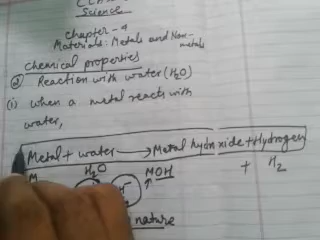 Science
Chapter - 4
Materials: Metals and Non-metals
Chemical properties
② Reaction with water (H₂O)
(1) When a metal reacts with
water,
Metal + water → Metal hydroxide + Hydrogen
M H₂O MOH + H₂
nature